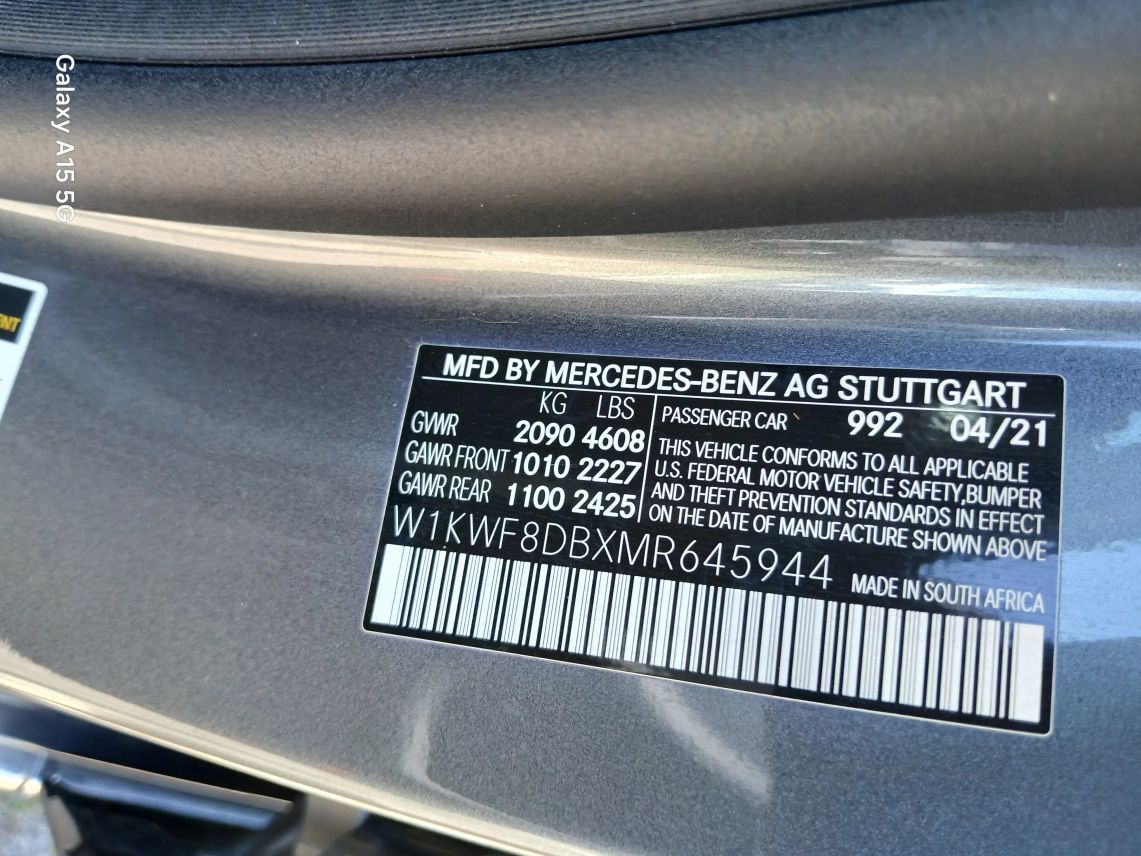 Galaxy A15 5G
ENT
MFD BY MERCEDES-BENZ AG STUTTGART
KG LBS
GVWR 2090 4608
GAWR FRONT 1010 2227
GAWR REAR 1100 2425
PASSENGER CAR 992 04/21
THIS VEHICLE CONFORMS TO ALL APPLICABLE
U.S. FEDERAL MOTOR VEHICLE SAFETY,BUMPER
AND THEFT PREVENTION STANDARDS IN EFFECT
ON THE DATE OF MANUFACTURE SHOWN ABOVE
W1KWF8DBXMR645944
MADE IN SOUTH AFRICA